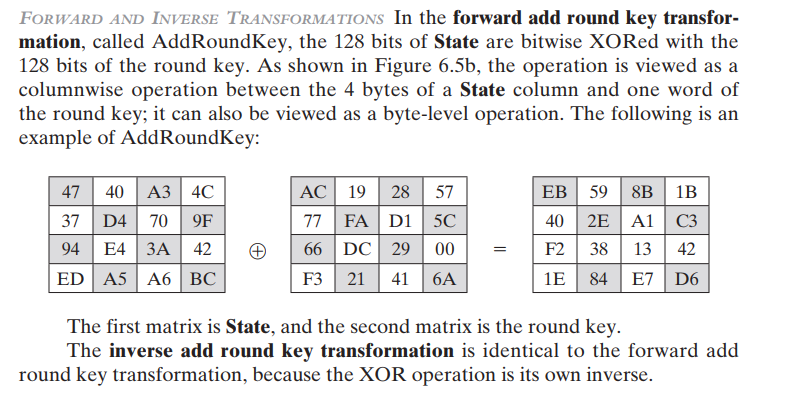 FORWARD AND INVERSE TRANSFORMATIONS In the forward add round key transfor-
mation, called AddRoundKey, the 128 bits of State are bitwise XORed with the
128 bits of the round key. As shown in Figure 6.5b, the operation is viewed as a
columnwise operation between the 4 bytes of a State column and one word of
the round key; it can also be viewed as a byte-level operation. The following is an
example of AddRoundKey:
47 40 A3 4C AC 19 28 57 EB 59 8B 1B
37 D4 70 9F 77 FA D1 5C 40 2E A1 C3
94 E4 3A 42 ⊕ 66 DC 29 00 = F2 38 13 42
ED A5 A6 BC F3 21 41 6A 1E 84 E7 D6
The first matrix is State, and the second matrix is the round key.
The inverse add round key transformation is identical to the forward add
round key transformation, because the XOR operation is its own inverse.